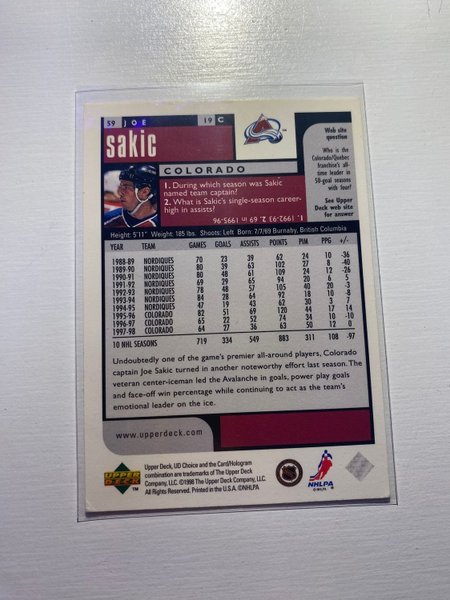 59 JOE 19 C
sakic
COLORADO
1. During which season was Sakic
named team captain?
2. What is Sakic's single-season career-
high in assists?
1. 1992-93 2. 69 in 1995-96
Web site
question
Who is the
Colorado/Quebec
franchise's all-
time leader in
50-goal seasons
with four?
See Upper
Deck web site
for answer
Height: 5'11" Weight: 185 lbs. Shoots: Left Born: 7/7/69 Burnaby, British Columbia
YEAR TEAM GAMES GOALS ASSISTS POINTS PIM PPG +/-
1988-89 NORDIQUES 70 23 39 62 24 10 -36
1989-90 NORDIQUES 80 39 63 102 27 8 -40
1990-91 NORDIQUES 80 48 61 109 24 12 -26
1991-92 NORDIQUES 69 29 65 94 20 6 5
1992-93 NORDIQUES 78 48 57 105 40 20 -3
1993-94 NORDIQUES 84 28 64 92 18 10 -8
1994-95 NORDIQUES 47 19 43 62 30 3 7
1995-96 COLORADO 82 51 69 120 44 17 14
1996-97 COLORADO 65 22 52 74 34 10 -10
1997-98 COLORADO 64 27 36 63 50 12 0
10 NHL SEASONS 719 334 549 883 311 108 -97
Undoubtedly one of the game's premier all-around players, Colorado
captain Joe Sakic turned in another noteworthy effort last season. The
veteran center-iceman led the Avalanche in goals, power play goals
and face-off win percentage while continuing to act as the team's
emotional leader on the ice.
www.upperdeck.com
UPPER
DECK
TM
Upper Deck, UD Choice and the Card/Hologram
combination are trademarks of The Upper Deck
Company, LLC. ©1998 The Upper Deck Company, LLC.
All Rights Reserved. Printed in the U.S.A. ©NHLPA
NHL
NHLPA